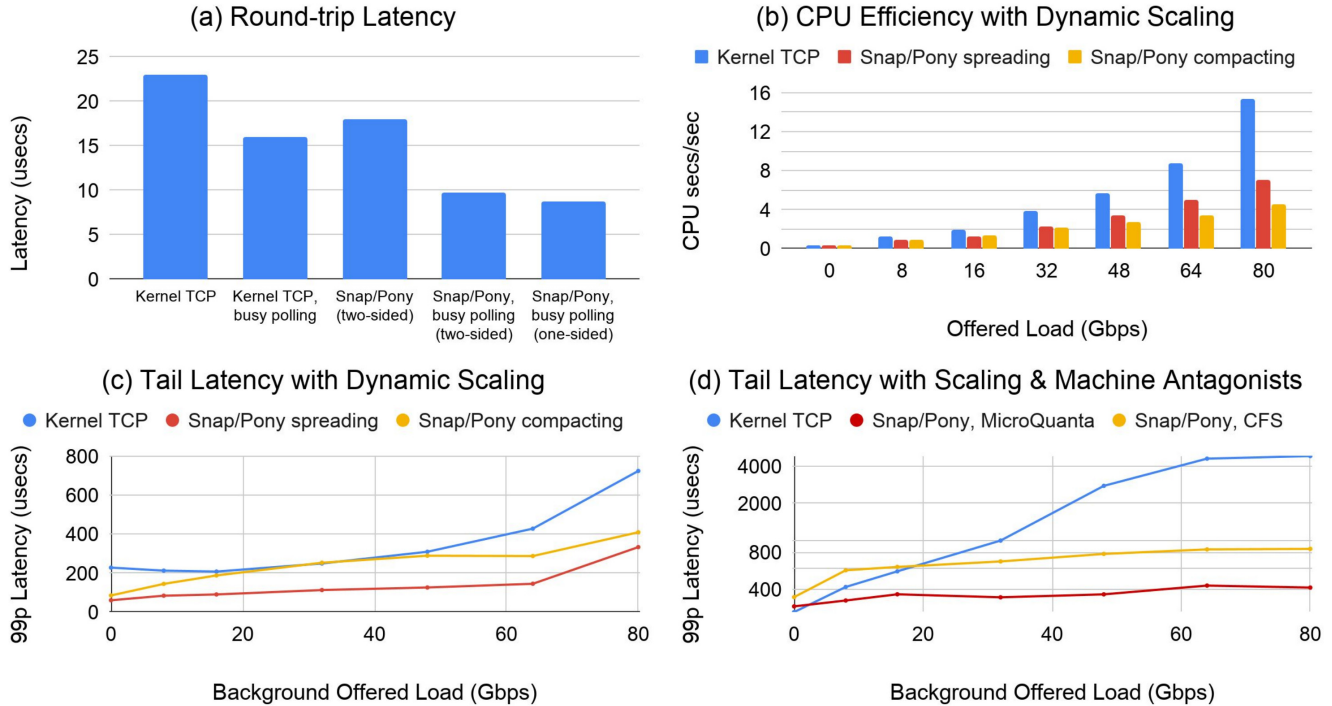 (a) Round-trip Latency
Latency (usecs)
25
20
15
10
5
0
Kernel TCP
Kernel TCP,
busy polling
Snap/Pony
(two-sided)
Snap/Pony,
busy polling
(two-sided)
Snap/Pony,
busy polling
(one-sided)
(b) CPU Efficiency with Dynamic Scaling
Kernel TCP Snap/Pony spreading Snap/Pony compacting
CPU secs/sec
16
12
8
4
0
0 8 16 32 48 64 80
Offered Load (Gbps)
(c) Tail Latency with Dynamic Scaling
Kernel TCP Snap/Pony spreading Snap/Pony compacting
99p Latency (usecs)
800
600
400
200
0
0 20 40 60 80
Background Offered Load (Gbps)
(d) Tail Latency with Scaling & Machine Antagonists
Kernel TCP Snap/Pony, MicroQuanta Snap/Pony, CFS
99p Latency (usecs)
4000
2000
800
400
0 20 40 60 80
Background Offered Load (Gbps)